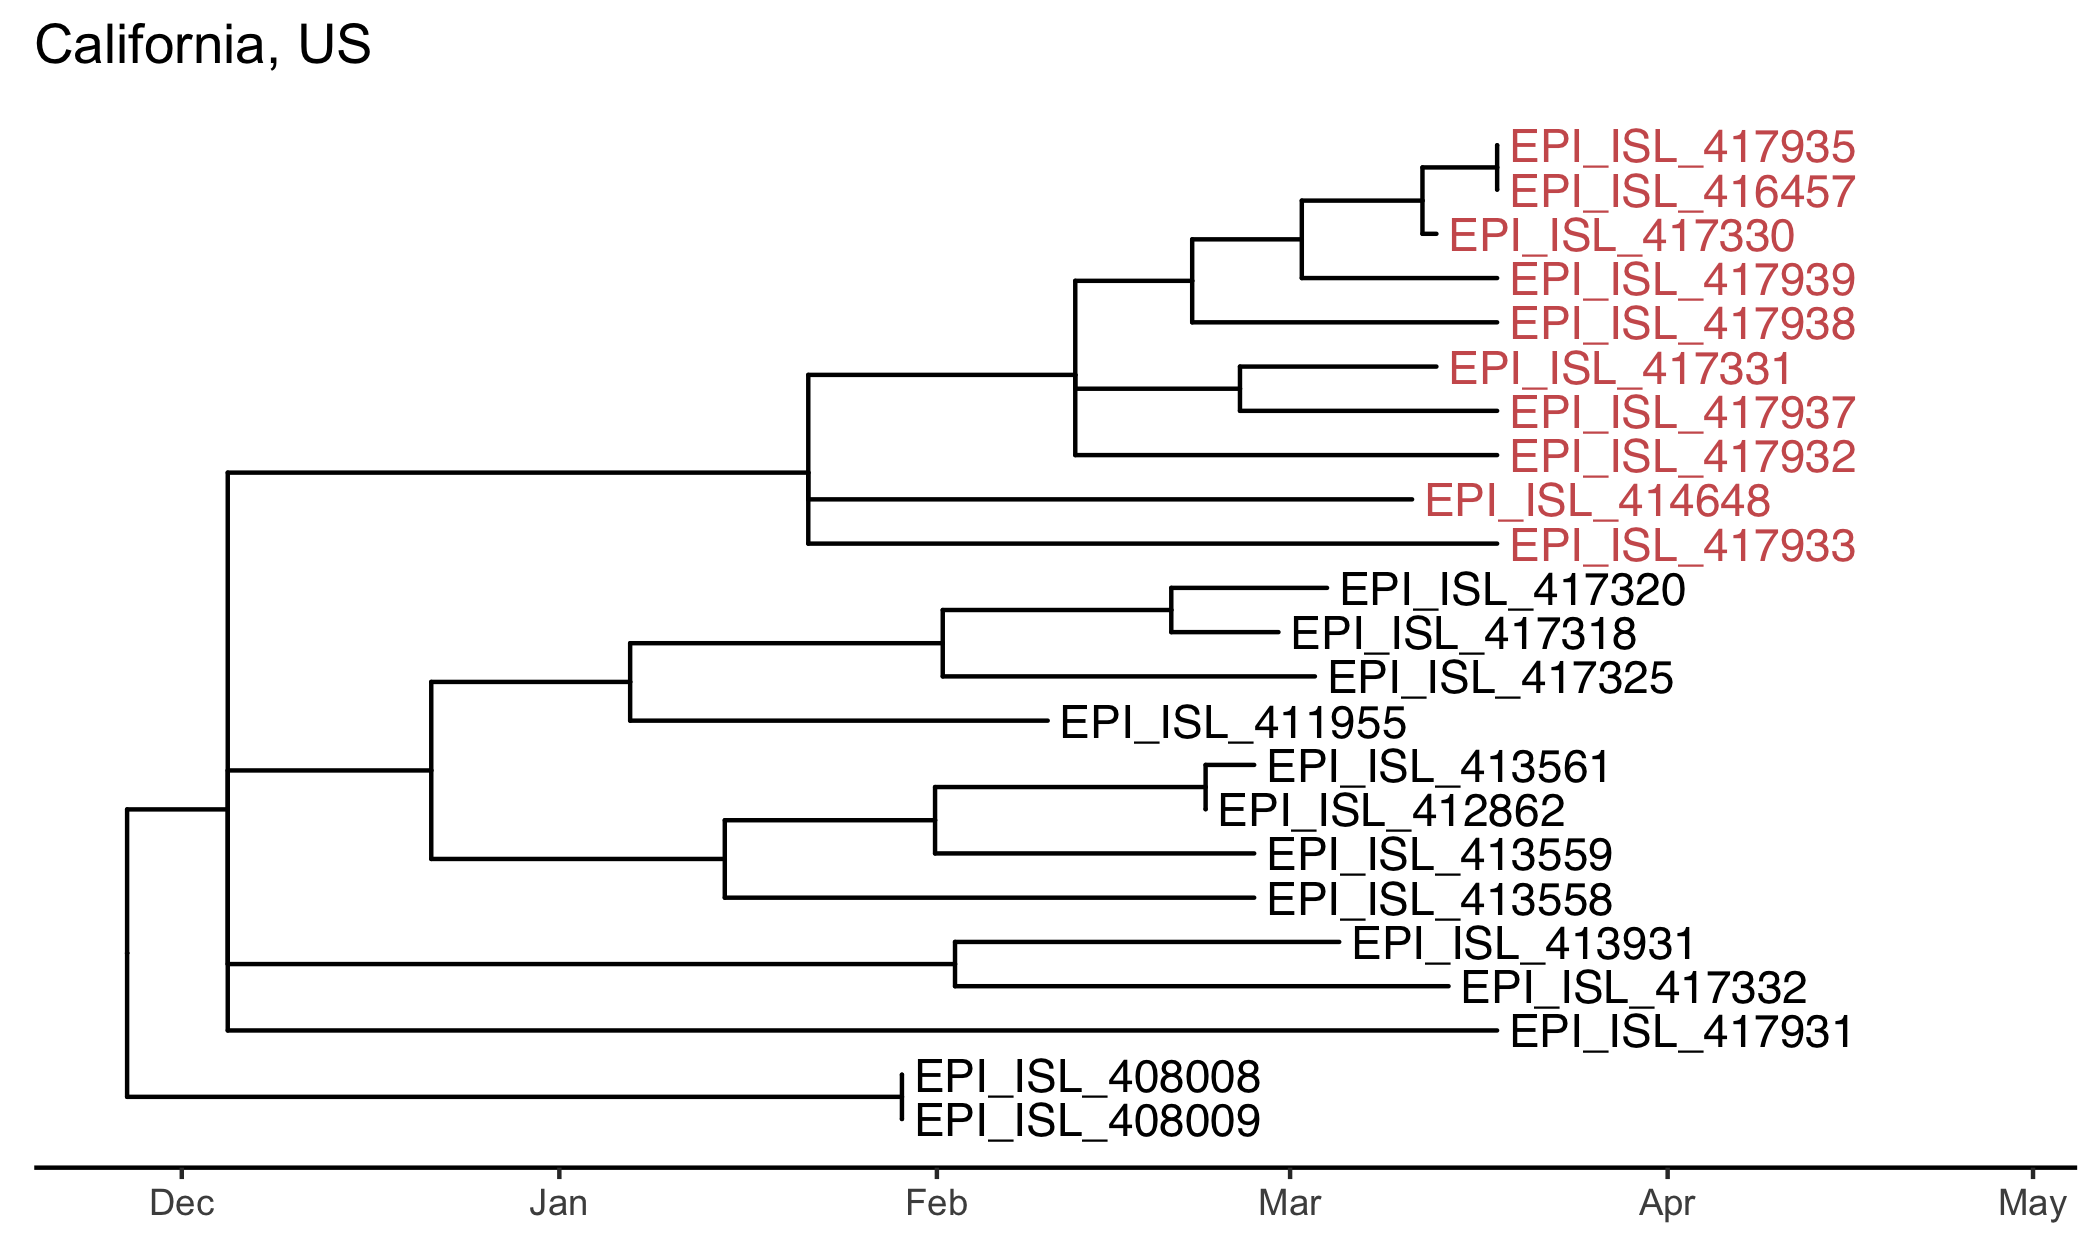 California, US
EPI_ISL_417935
EPI_ISL_416457
EPI_ISL_417330
EPI_ISL_417939
EPI_ISL_417938
EPI_ISL_417331
EPI_ISL_417937
EPI_ISL_417932
EPI_ISL_414648
EPI_ISL_417933
EPI_ISL_417320
EPI_ISL_417318
EPI_ISL_417325
EPI_ISL_411955
EPI_ISL_413561
EPI_ISL_412862
EPI_ISL_413559
EPI_ISL_413558
EPI_ISL_413931
EPI_ISL_417332
EPI_ISL_417931
EPI_ISL_408008
EPI_ISL_408009
Dec Jan Feb Mar Apr May